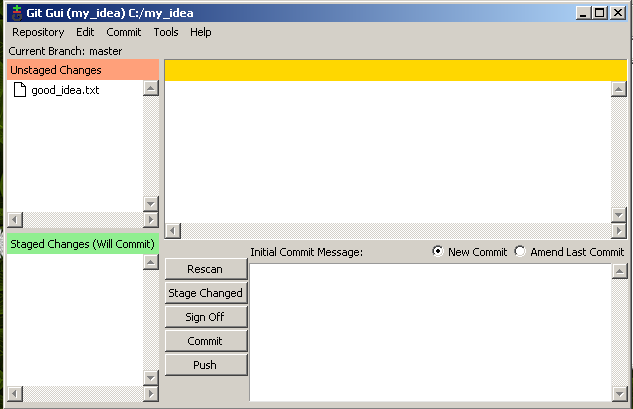 Git Gui (my_idea) C:/my_idea
Repository Edit Commit Tools Help
Current Branch: master
Unstaged Changes
good_idea.txt
Staged Changes (Will Commit)
Initial Commit Message: New Commit Amend Last Commit
Rescan
Stage Changed
Sign Off
Commit
Push